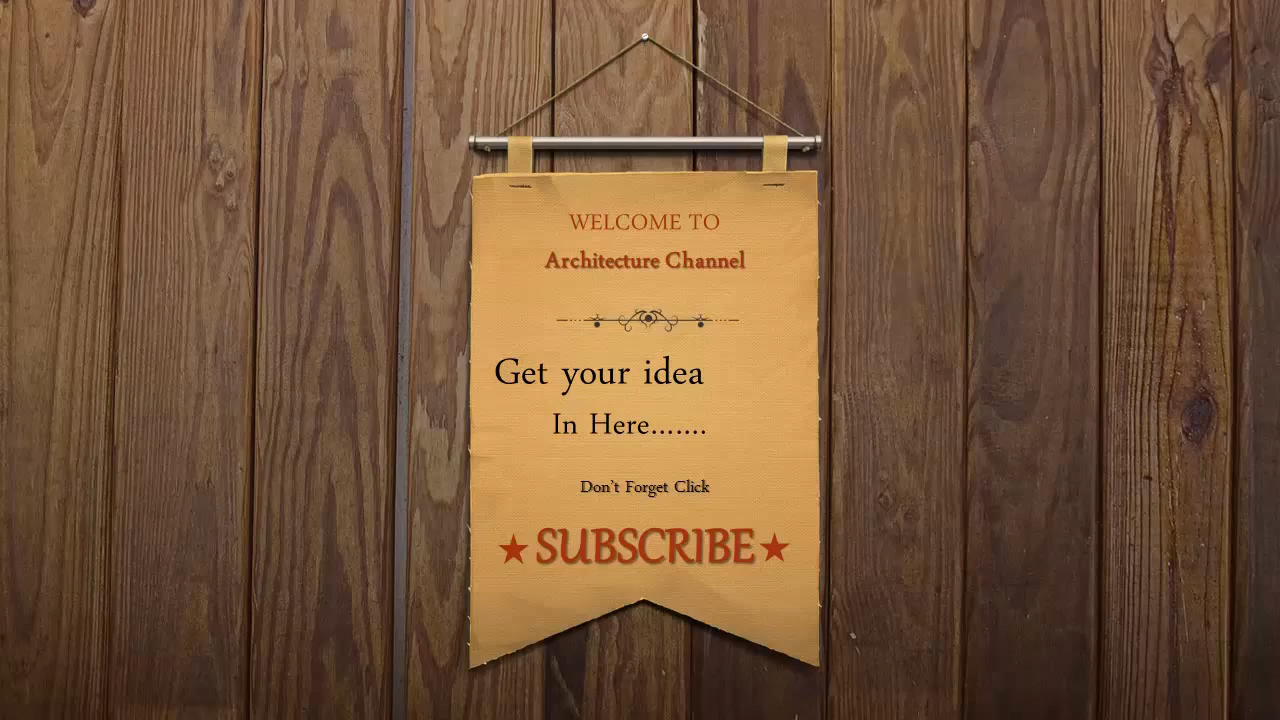 WELCOME TO
Architecture Channel
Get your idea
In Here.......
Don't Forget Click
★ SUBSCRIBE ★